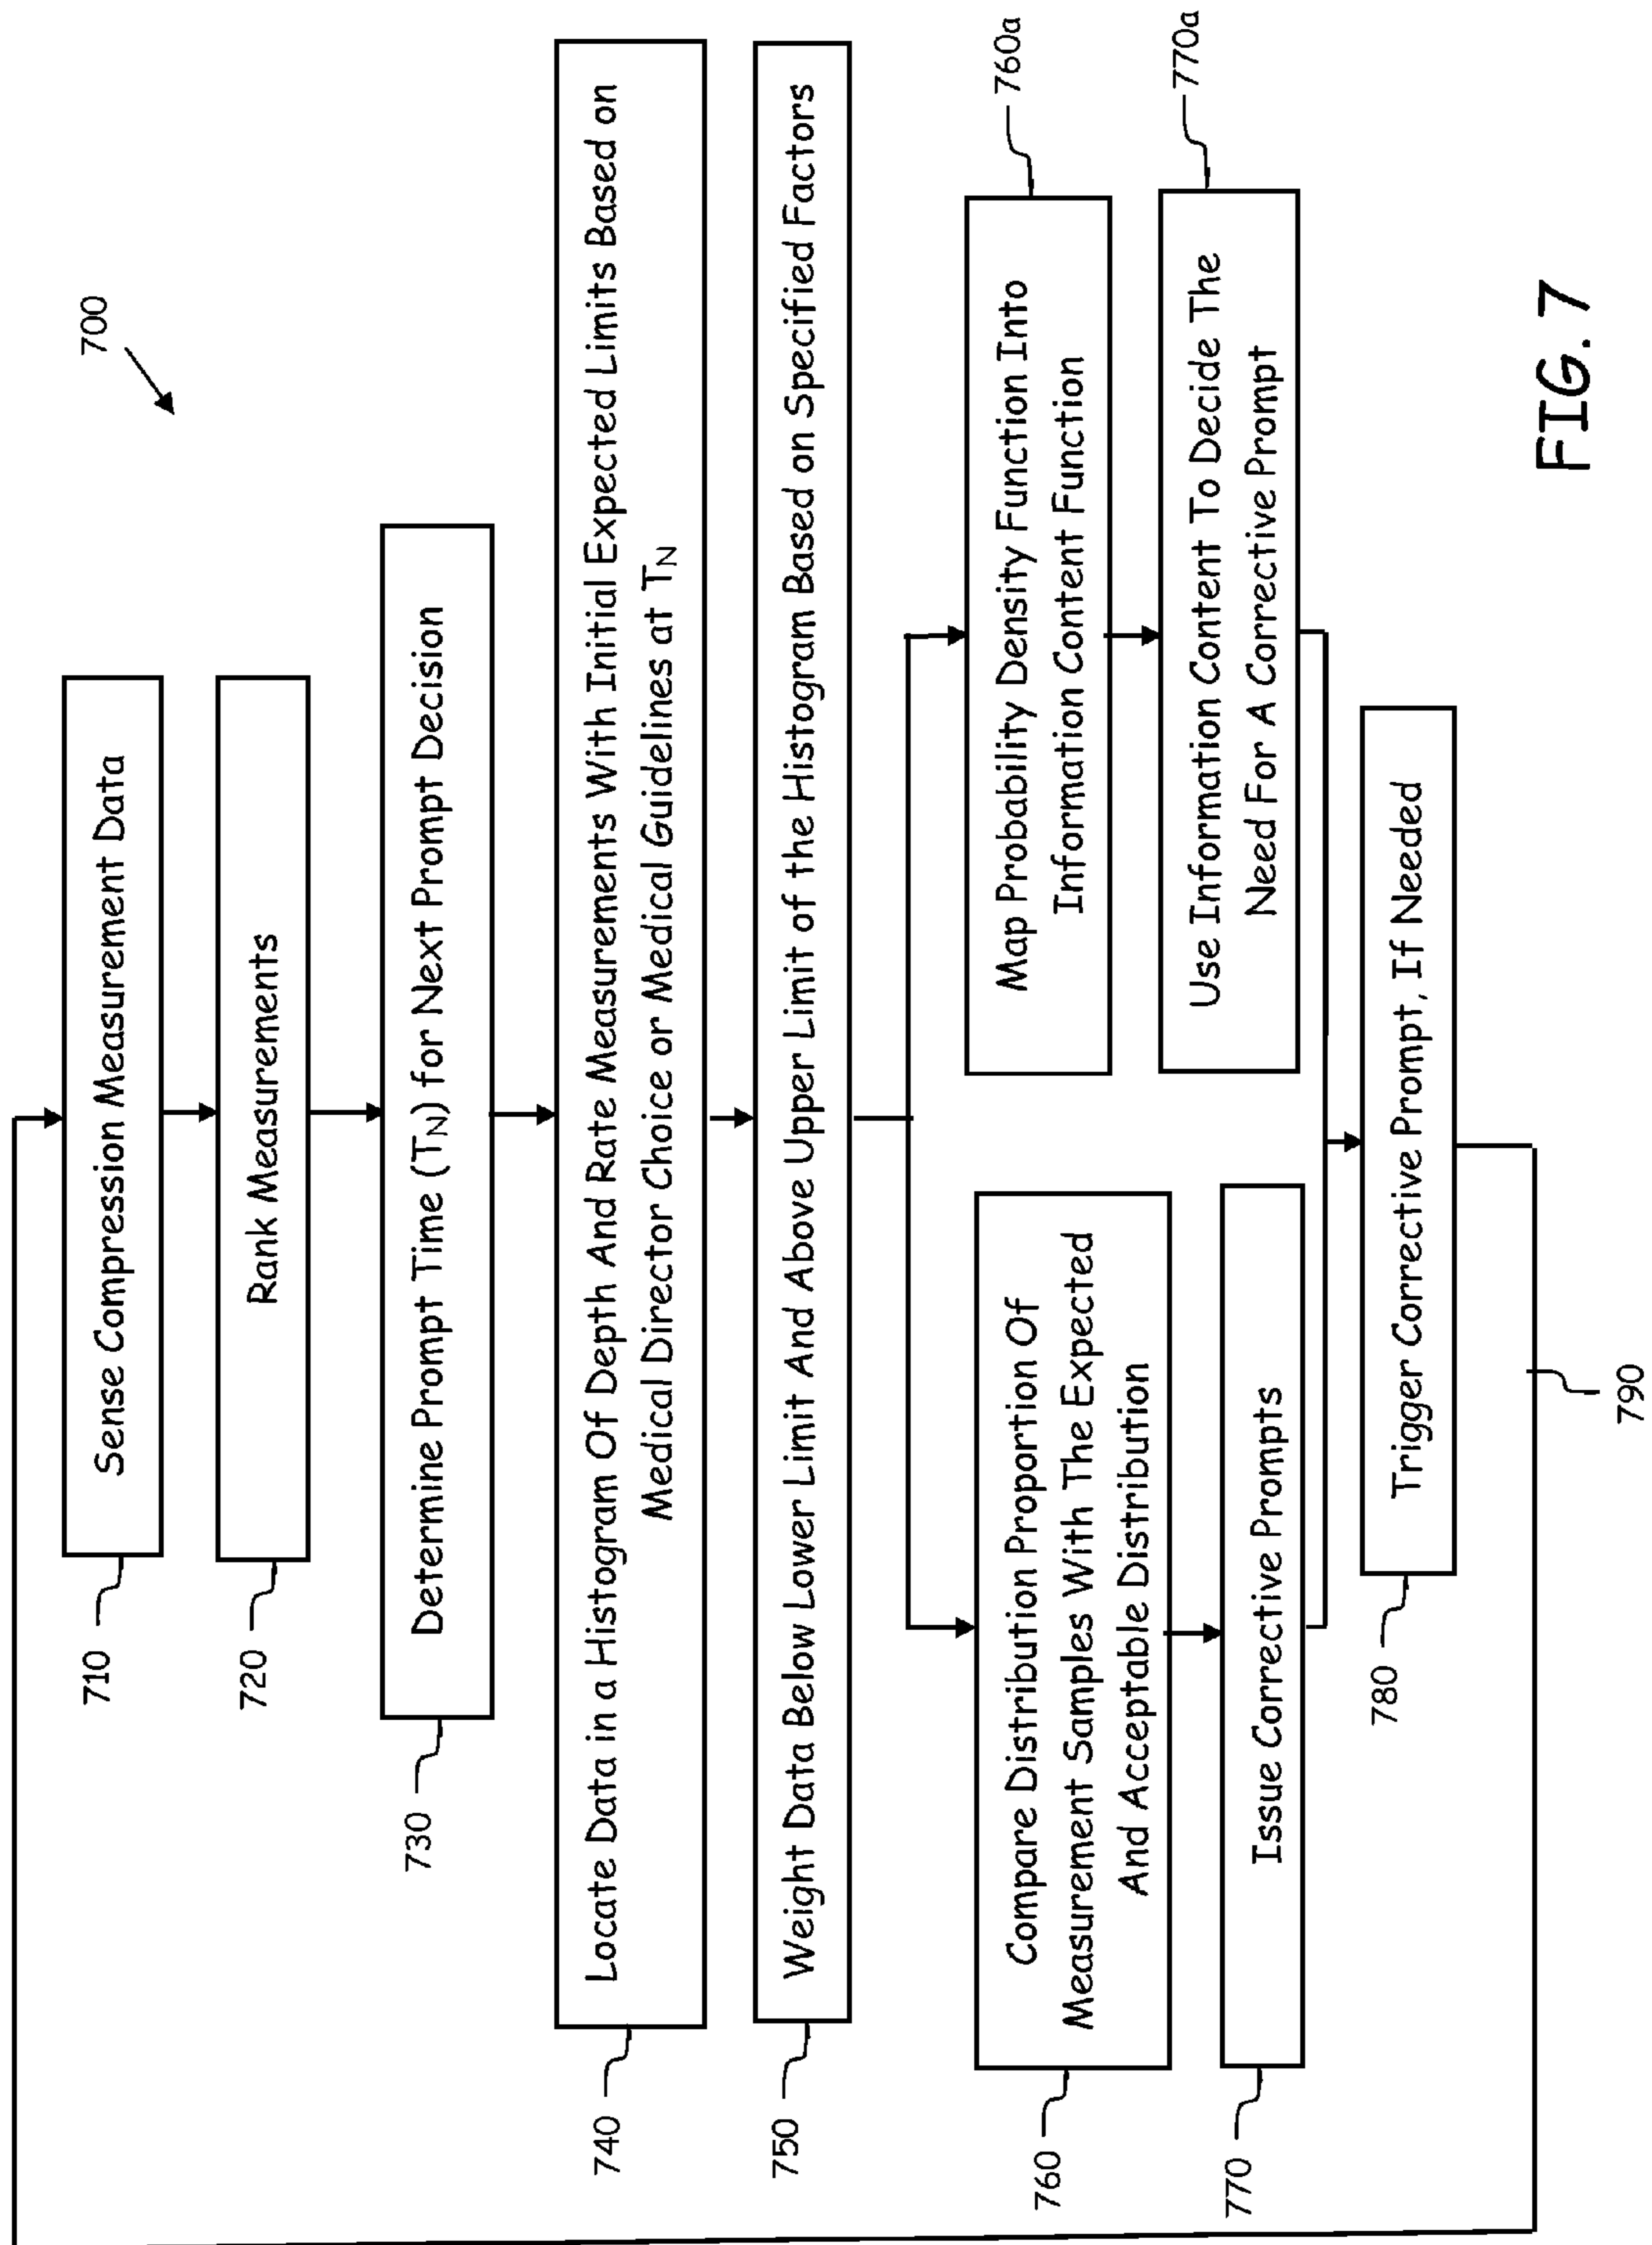 700
710
Sense Compression Measurement Data
720
Rank Measurements
730
Determine Prompt Time (TN) for Next Prompt Decision
740
Locate Data in a Histogram Of Depth And Rate Measurements With Initial Expected Limits Based on
Medical Director Choice or Medical Guidelines at TN
750
Weight Data Below Lower Limit And Above Upper Limit of the Histogram Based on Specified Factors
760
Compare Distribution Proportion Of
Measurement Samples With The Expected
And Acceptable Distribution
760a
Map Probability Density Function Into
Information Content Function
770
Issue Corrective Prompts
770a
Use Information Content To Decide The
Need For A Corrective Prompt
780
Trigger Corrective Prompt, If Needed
790
FIG. 7